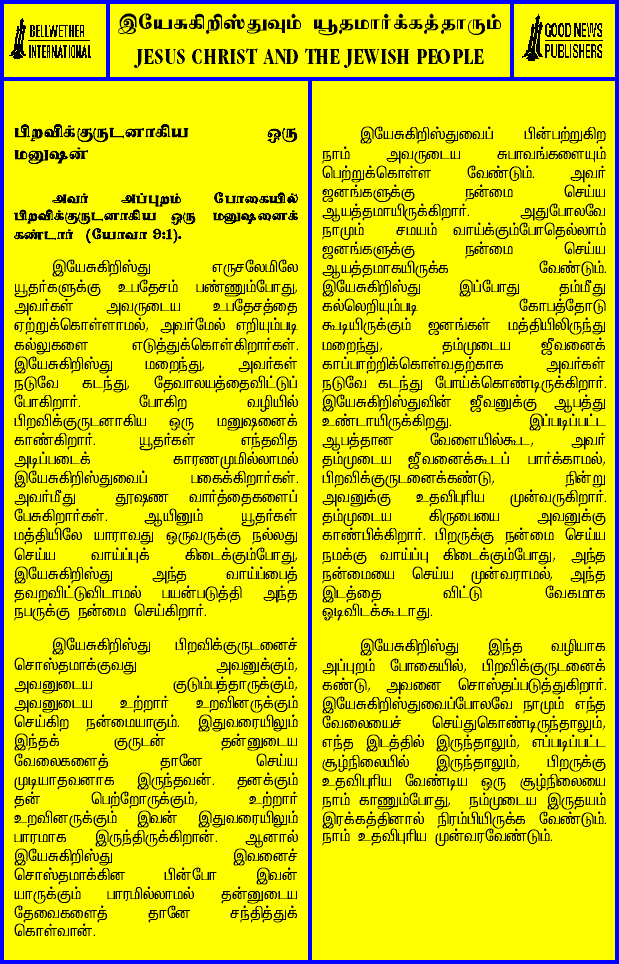 BELLWETHER
INTERNATIONAL
இயேசுகிறிஸ்துவும் யூதமார்க்கத்தாரும்
JESUS CHRIST AND THE JEWISH PEOPLE
GOOD NEWS
PUBLISHERS
பிறவிக்குருடனாகிய ஒரு
மனுஷன்
அவர் அப்புறம் போகையில்
பிறவிக்குருடனாகிய ஒரு மனுஷனைக்
கண்டார் (யோவா 9:1).
இயேசுகிறிஸ்து எருசலேமிலே
யூதர்களுக்கு உபதேசம் பண்ணும்போது,
அவர்கள் அவருடைய உபதேசத்தை
ஏற்றுக்கொள்ளாமல், அவர்மேல் எறியும்படி
கல்லுகளை எடுத்துக்கொள்கிறார்கள்.
இயேசுகிறிஸ்து மறைந்து, அவர்கள்
நடுவே கடந்து, தேவாலயத்தைவிட்டுப்
போகிறார். போகிற வழியில்
பிறவிக்குருடனாகிய ஒரு மனுஷனைக்
காண்கிறார். யூதர்கள் எந்தவித
அடிப்படைக் காரணமுமில்லாமல்
இயேசுகிறிஸ்துவைப் பகைக்கிறார்கள்.
அவர்மீது தூஷண வார்த்தைகளைப்
பேசுகிறார்கள். ஆயினும் யூதர்கள்
மத்தியிலே யாராவது ஒருவருக்கு நல்லது
செய்ய வாய்ப்புக் கிடைக்கும்போது,
இயேசுகிறிஸ்து அந்த வாய்ப்பைத்
தவறவிட்டுவிடாமல் பயன்படுத்தி அந்த
நபருக்கு நன்மை செய்கிறார்.
இயேசுகிறிஸ்து பிறவிக்குருடனைச்
சொஸ்தமாக்குவது அவனுக்கும்,
அவனுடைய குடும்பத்தாருக்கும்,
அவனுடைய உற்றார் உறவினருக்கும்
செய்கிற நன்மையாகும். இதுவரையிலும்
இந்தக் குருடன் தன்னுடைய
வேலைகளைத் தானே செய்ய
முடியாதவனாக இருந்தவன். தனக்கும்
தன் பெற்றோருக்கும், உற்றார்
உறவினருக்கும் இவன் இதுவரையிலும்
பாரமாக இருந்திருக்கிறான். ஆனால்
இயேசுகிறிஸ்து இவனைச்
சொஸ்தமாக்கின பின்போ இவன்
யாருக்கும் பாரமில்லாமல் தன்னுடைய
தேவைகளைத் தானே சந்தித்துக்
கொள்வான்.
இயேசுகிறிஸ்துவைப் பின்பற்றுகிற
நாம் அவருடைய சுபாவங்களையும்
பெற்றுக்கொள்ள வேண்டும். அவர்
ஜனங்களுக்கு நன்மை செய்ய
ஆயத்தமாயிருக்கிறார். அதுபோலவே
நாமும் சமயம் வாய்க்கும்போதெல்லாம்
ஜனங்களுக்கு நன்மை செய்ய
ஆயத்தமாகயிருக்க வேண்டும்.
இயேசுகிறிஸ்து இப்போது தம்மீது
கல்லெறியும்படி கோபத்தோடு
கூடியிருக்கும் ஜனங்கள் மத்தியிலிருந்து
மறைந்து, தம்முடைய ஜீவனைக்
காப்பாற்றிக்கொள்வதற்காக அவர்கள்
நடுவே கடந்து போய்க்கொண்டிருக்கிறார்.
இயேசுகிறிஸ்துவின் ஜீவனுக்கு ஆபத்து
உண்டாயிருக்கிறது. இப்படிப்பட்ட
ஆபத்தான வேளையில்கூட, அவர்
தம்முடைய ஜீவனைக்கூடப் பார்க்காமல்,
பிறவிக்குருடனைக்கண்டு, நின்று
அவனுக்கு உதவிபுரிய முன்வருகிறார்.
தம்முடைய கிருபையை அவனுக்கு
காண்பிக்கிறார். பிறருக்கு நன்மை செய்ய
நமக்கு வாய்ப்பு கிடைக்கும்போது, அந்த
நன்மையை செய்ய முன்வராமல், அந்த
இடத்தை விட்டு வேகமாக
ஓடிவிடக்கூடாது.
இயேசுகிறிஸ்து இந்த வழியாக
அப்புறம் போகையில், பிறவிக்குருடனைக்
கண்டு, அவனை சொஸ்தப்படுத்துகிறார்.
இயேசுகிறிஸ்துவைப்போலவே நாமும் எந்த
வேலையைச் செய்துகொண்டிருந்தாலும்,
எந்த இடத்தில் இருந்தாலும், எப்படிப்பட்ட
சூழ்நிலையில் இருந்தாலும், பிறருக்கு
உதவிபுரிய வேண்டிய ஒரு சூழ்நிலையை
நாம் காணும்போது, நம்முடைய இருதயம்
இரக்கத்தினால் நிரம்பியிருக்க வேண்டும்.
நாம் உதவிபுரிய முன்வரவேண்டும்.